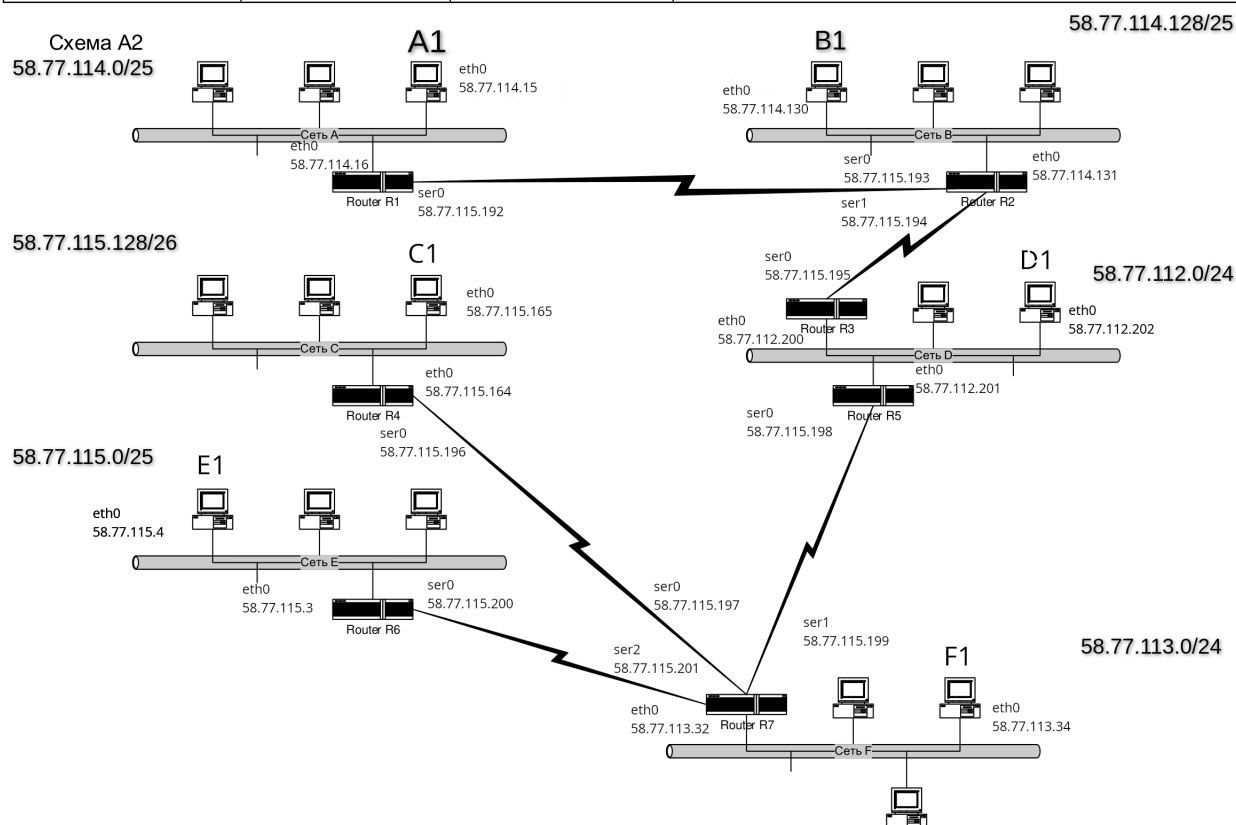 58.77.114.128/25
Схема A2
58.77.114.0/25
A1
eth0
58.77.114.15
B1
eth0
58.77.114.130
Сеть A
Сеть B
eth0
58.77.114.16
Router R1
ser0
58.77.115.192
ser0
58.77.115.193
eth0
58.77.114.131
Router R2
ser1
58.77.115.194
58.77.115.128/26
C1
eth0
58.77.115.165
ser0
58.77.115.195
D1
58.77.112.0/24
eth0
58.77.112.202
Router R3
eth0
58.77.112.200
Сеть C
Сеть D
eth0
58.77.115.164
Router R4
ser0
58.77.115.196
eth0
58.77.112.201
Router R5
ser0
58.77.115.198
58.77.115.0/25
E1
eth0
58.77.115.4
Сеть E
eth0
58.77.115.3
Router R6
ser0
58.77.115.200
ser0
58.77.115.197
ser1
58.77.115.199
ser2
58.77.115.201
58.77.113.0/24
F1
eth0
58.77.113.32
Router R7
eth0
58.77.113.34
Сеть F